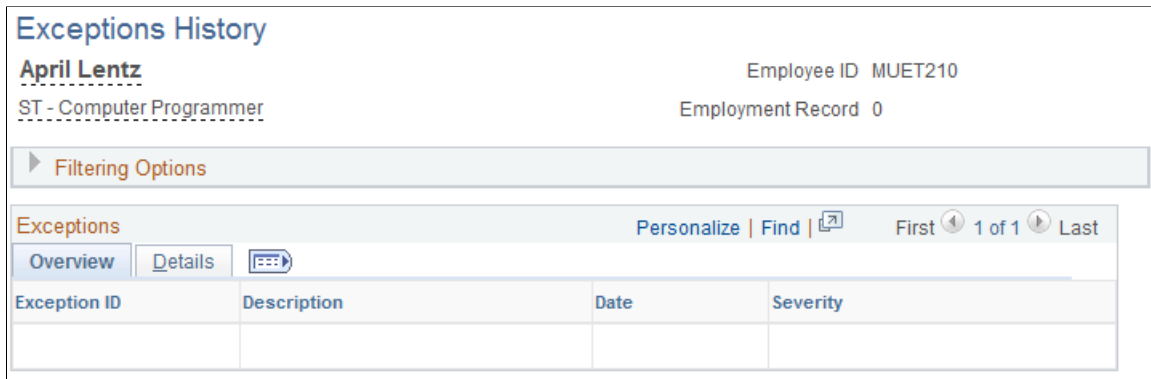 Exceptions History
April Lentz Employee ID MUET210
ST - Computer Programmer Employment Record 0
Filtering Options
Exceptions Personalize | Find | First 1 of 1 Last
Overview Details
Exception ID Description Date Severity